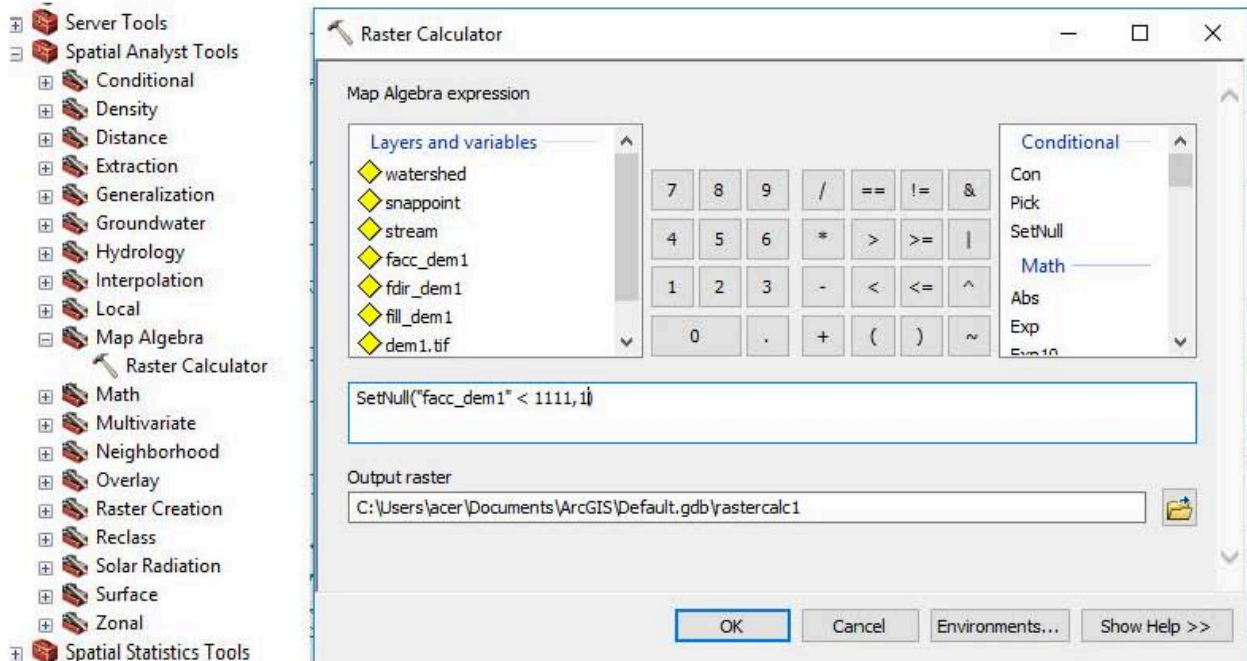 Server Tools
Spatial Analyst Tools
Conditional
Density
Distance
Extraction
Generalization
Groundwater
Hydrology
Interpolation
Local
Map Algebra
Raster Calculator
Math
Multivariate
Neighborhood
Overlay
Raster Creation
Reclass
Solar Radiation
Surface
Zonal
Spatial Statistics Tools
Raster Calculator
Map Algebra expression
Layers and variables
watershed
snappoint
stream
facc_dem1
fdir_dem1
fill_dem1
dem1.tif
7 8 9 / == != &
4 5 6 * > >= |
1 2 3 - < <= ^
0 . + ( ) ~
Conditional
Con
Pick
SetNull
Math
Abs
Exp
Exp10
SetNull("facc_dem1" < 1111,1)
Output raster
C:\Users\acer\Documents\ArcGIS\Default.gdb\rastercalc1
OK Cancel Environments... Show Help >>